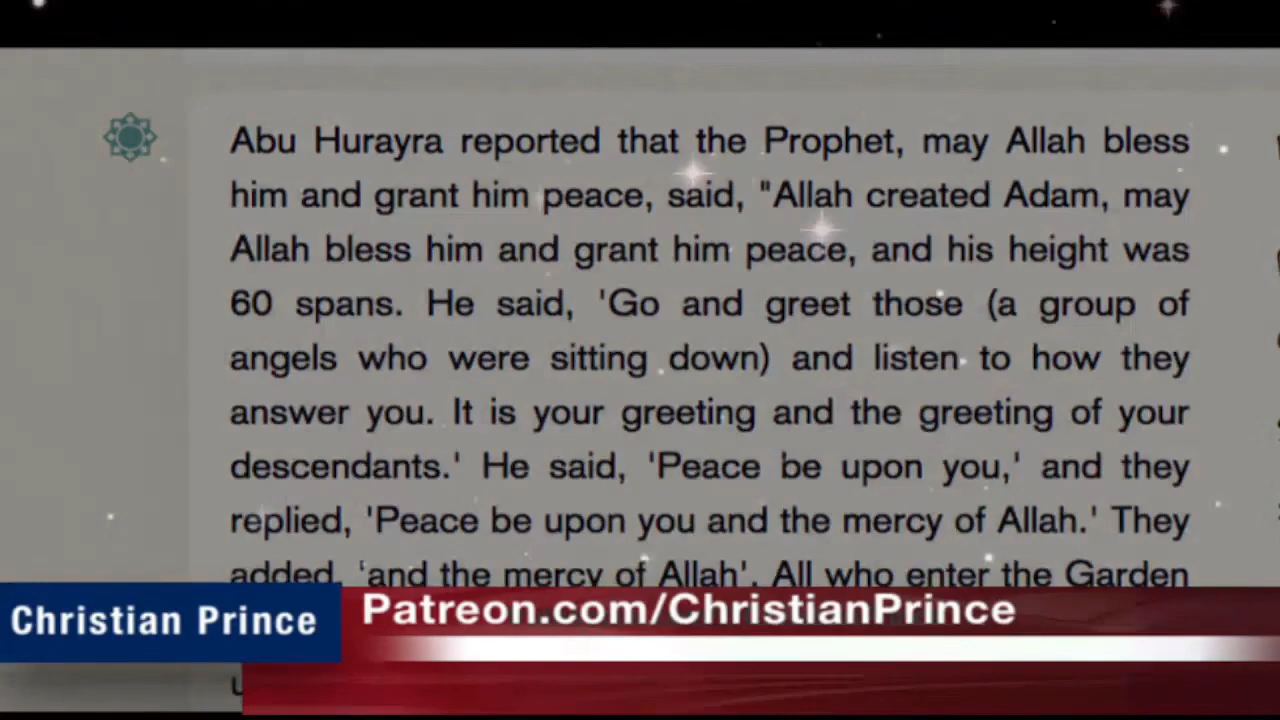 Abu Hurayra reported that the Prophet, may Allah bless
him and grant him peace, said, "Allah created Adam, may
Allah bless him and grant him peace, and his height was
60 spans. He said, 'Go and greet those (a group of
angels who were sitting down) and listen to how they
answer you. It is your greeting and the greeting of your
descendants.' He said, 'Peace be upon you,' and they
replied, 'Peace be upon you and the mercy of Allah.' They
added, 'and the mercy of Allah'. All who enter the Garden
Christian Prince
Patreon.com/ChristianPrince